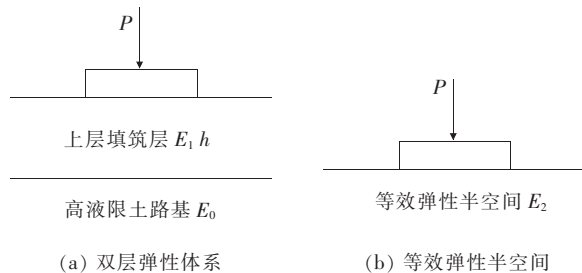 P
上层填筑层 E₁ h
高液限土路基 E₀
(a) 双层弹性体系
P
等效弹性半空间 E₂
(b) 等效弹性半空间